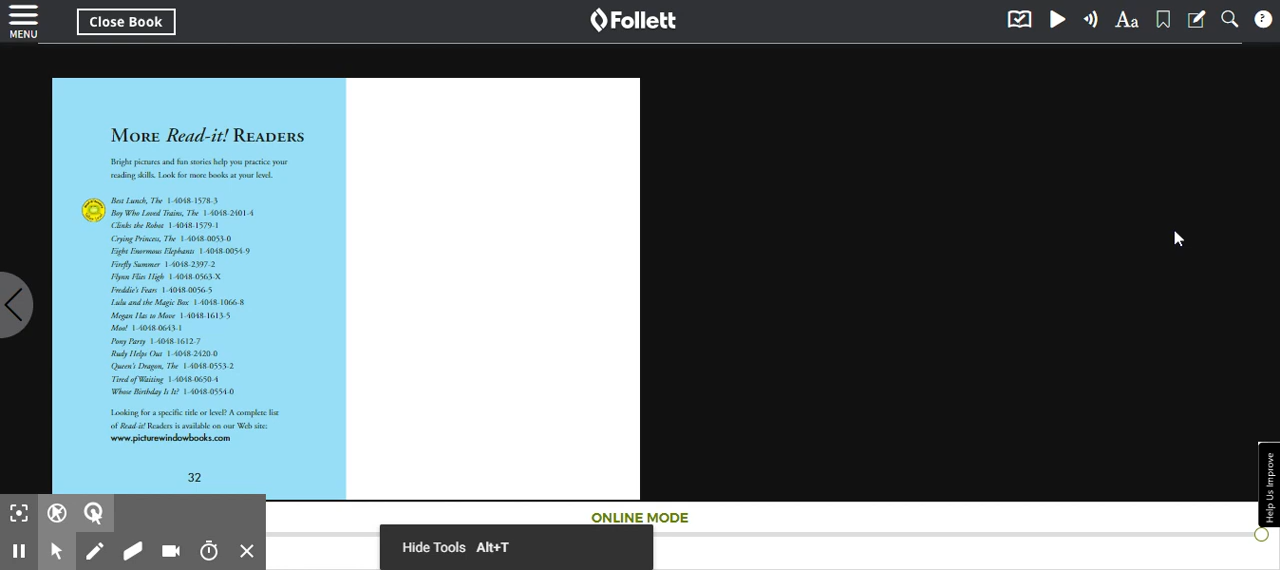 MENU
Close Book
Follett
Aa
?
MORE Read-it! READERS
Bright pictures and fun stories help you practice your
reading skills. Look for more books at your level.
Best Lunch, The 1-4048-1578-3
Boy Who Loved Trains, The 1-4048-2401-4
Clinks the Robot 1-4048-1579-1
Crying Princess, The 1-4048-0053-0
Eight Enormous Elephants 1-4048-0054-9
Firefly Summer 1-4048-2397-2
Flynn Flies High 1-4048-0563-X
Freddie's Fears 1-4048-0056-5
Lulu and the Magic Box 1-4048-1066-8
Megan Has to Move 1-4048-1613-5
Moo! 1-4048-0643-1
Pony Party 1-4048-1612-7
Rudy Helps Out 1-4048-2420-0
Queen's Dragon, The 1-4048-0553-2
Tired of Waiting 1-4048-0650-4
Whose Birthday Is It? 1-4048-0554-0
Looking for a specific title or level? A complete list
of Read-it! Readers is available on our Web site:
www.picturewindowbooks.com
32
Help Us Improve
ONLINE MODE
Hide Tools Alt+T